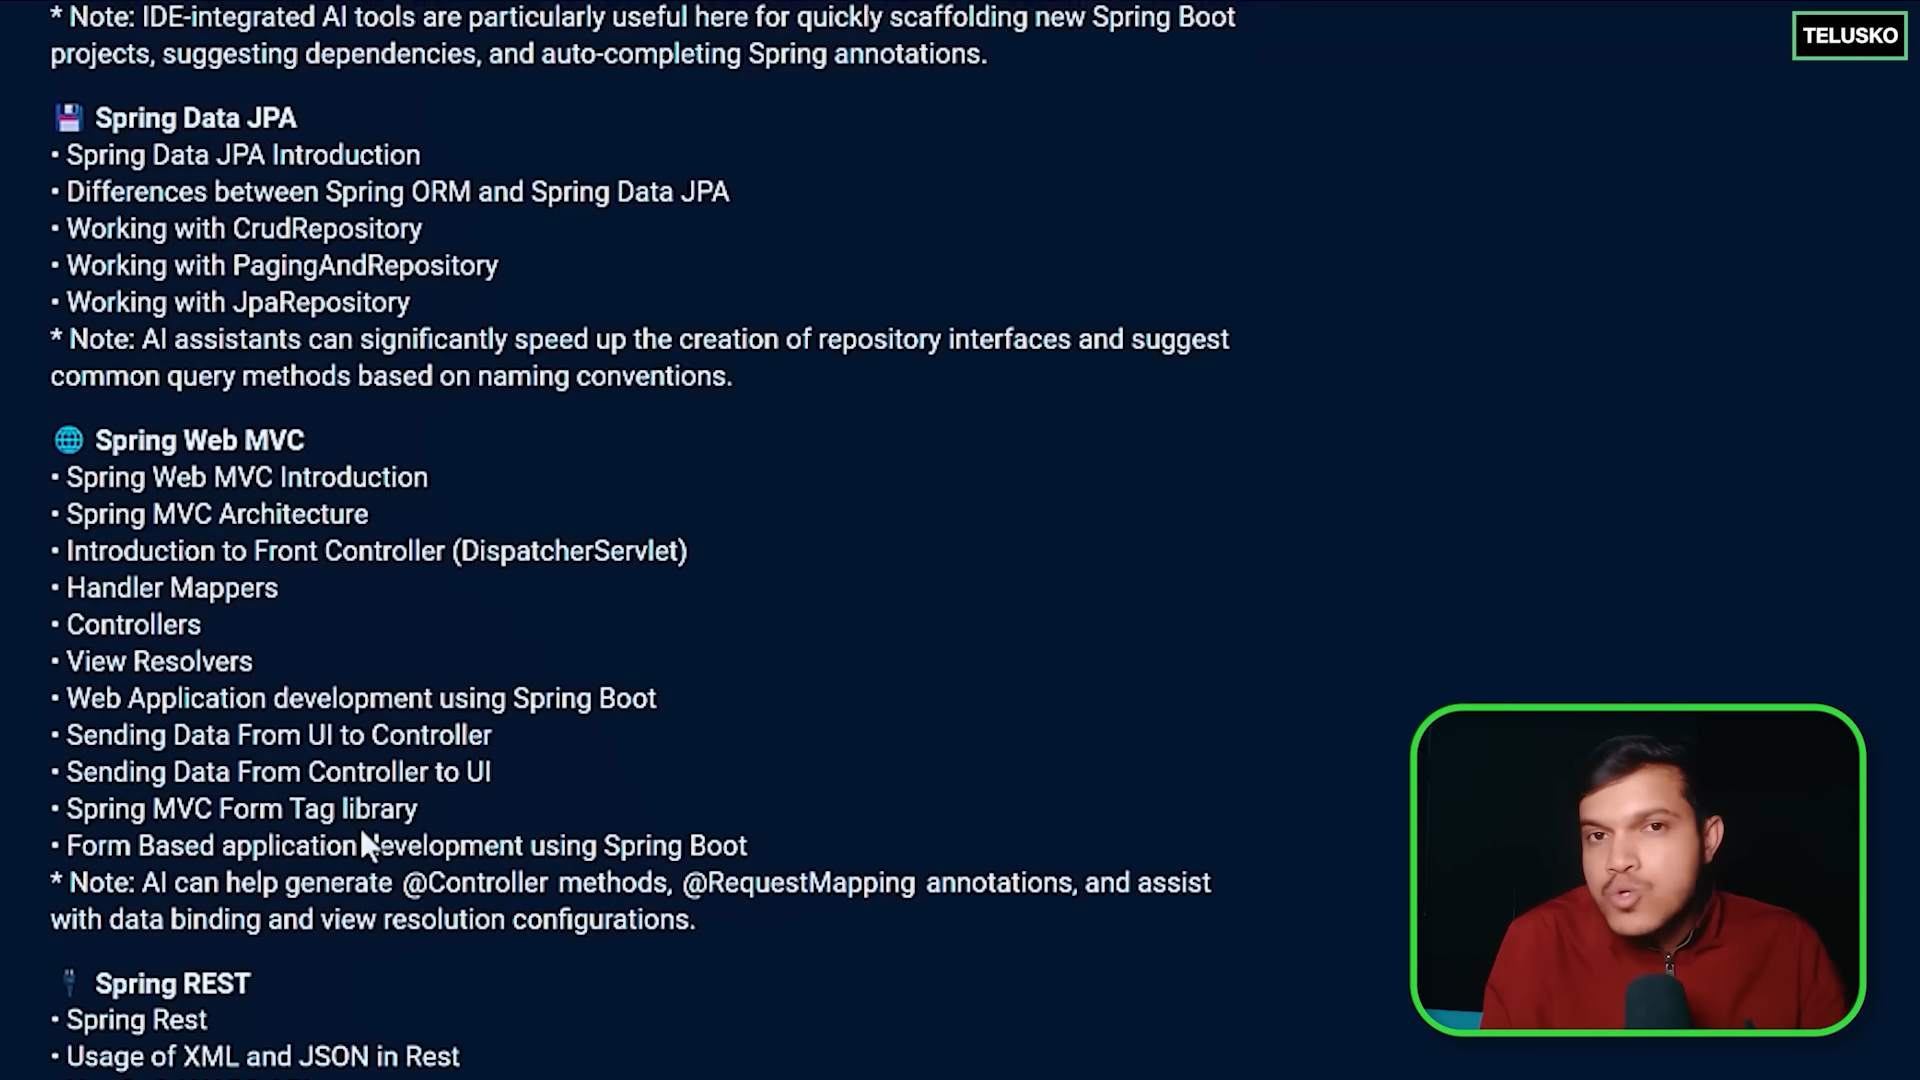 * Note: IDE-integrated AI tools are particularly useful here for quickly scaffolding new Spring Boot
projects, suggesting dependencies, and auto-completing Spring annotations.
TELUSKO
Spring Data JPA
• Spring Data JPA Introduction
• Differences between Spring ORM and Spring Data JPA
• Working with CrudRepository
• Working with PagingAndRepository
• Working with JpaRepository
* Note: AI assistants can significantly speed up the creation of repository interfaces and suggest
common query methods based on naming conventions.
Spring Web MVC
• Spring Web MVC Introduction
• Spring MVC Architecture
• Introduction to Front Controller (DispatcherServlet)
• Handler Mappers
• Controllers
• View Resolvers
• Web Application development using Spring Boot
• Sending Data From UI to Controller
• Sending Data From Controller to UI
• Spring MVC Form Tag library
• Form Based application development using Spring Boot
* Note: AI can help generate @Controller methods, @RequestMapping annotations, and assist
with data binding and view resolution configurations.
Spring REST
• Spring Rest
• Usage of XML and JSON in Rest